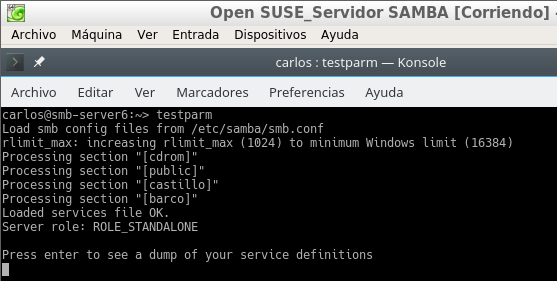 Open SUSE_Servidor SAMBA [Corriendo] -
Archivo Máquina Ver Entrada Dispositivos Ayuda
carlos : testparm — Konsole
Archivo Editar Ver Marcadores Preferencias Ayuda
carlos@smb-server6:~> testparm
Load smb config files from /etc/samba/smb.conf
rlimit_max: increasing rlimit_max (1024) to minimum Windows limit (16384)
Processing section "[cdrom]"
Processing section "[public]"
Processing section "[castillo]"
Processing section "[barco]"
Loaded services file OK.
Server role: ROLE_STANDALONE
Press enter to see a dump of your service definitions